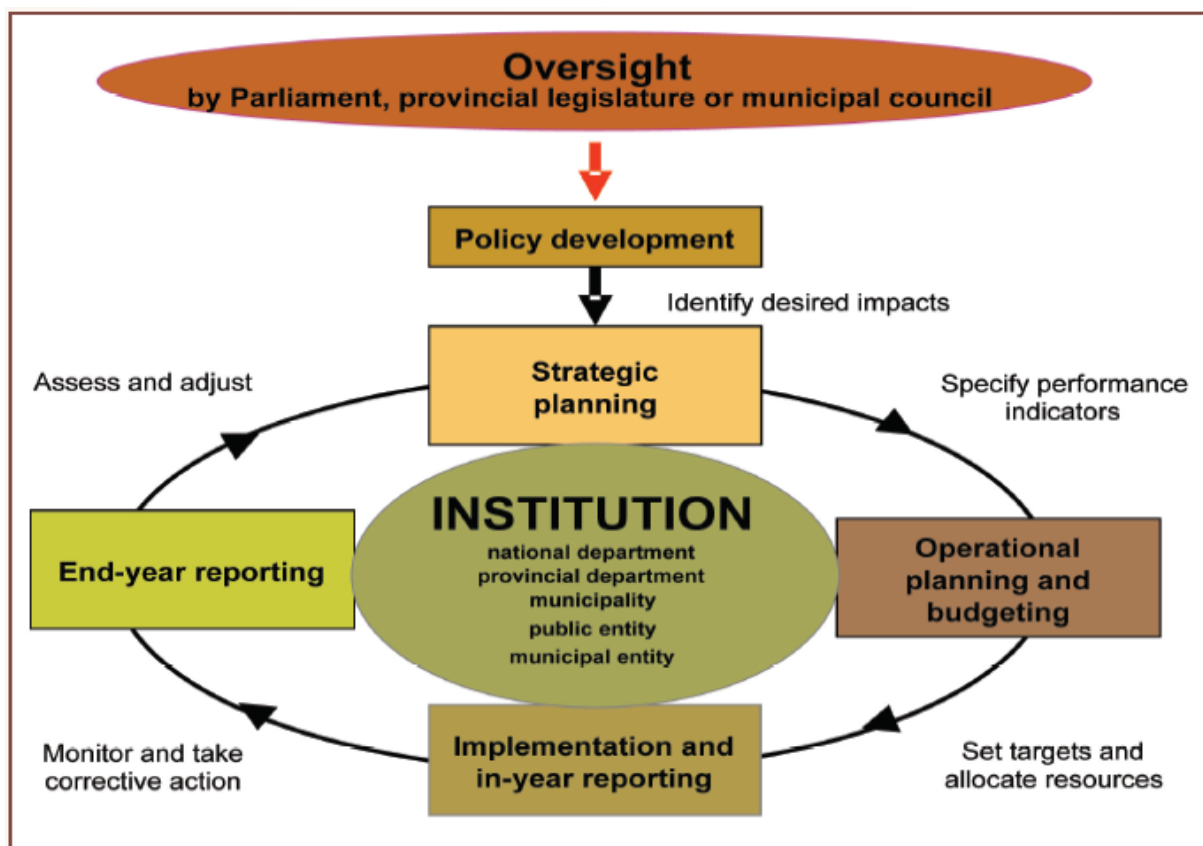 Oversight
by Parliament, provincial legislature or municipal council
Policy development
Identify desired impacts
Strategic
planning
Assess and adjust
Specify performance
indicators
INSTITUTION
national department
provincial department
municipality
public entity
municipal entity
End-year reporting
Operational
planning and
budgeting
Implementation and
in-year reporting
Monitor and take
corrective action
Set targets and
allocate resources